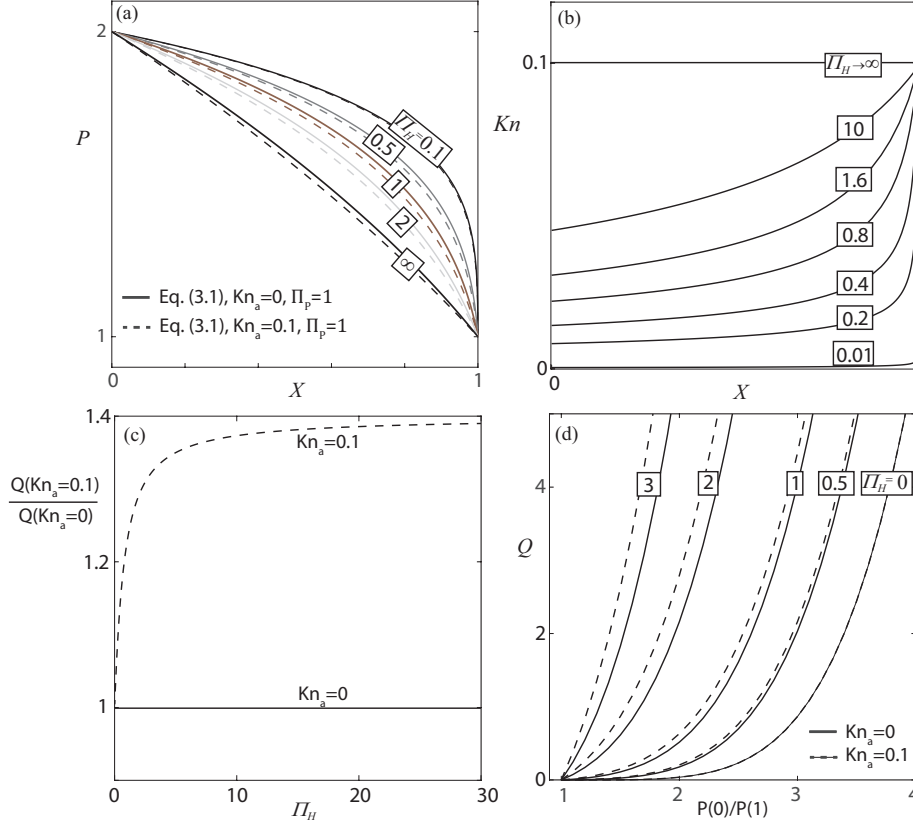 (a)
2
P
1
Π_H=0.1
0.5
1
2
∞
Eq. (3.1), Kn_a=0, Π_P=1
Eq. (3.1), Kn_a=0.1, Π_P=1
0
X
1
(b)
0.1
Kn
0
Π_H→∞
10
1.6
0.8
0.4
0.2
0.01
0
X
(c)
1.4
Kn_a=0.1
Q(Kn_a=0.1)
Q(Kn_a=0)
1.2
Kn_a=0
1
0
10
20
30
Π_H
(d)
4
Q
2
0
3
2
1
0.5
Π_H=0
Kn_a=0
Kn_a=0.1
1
2
3
4
P(0)/P(1)